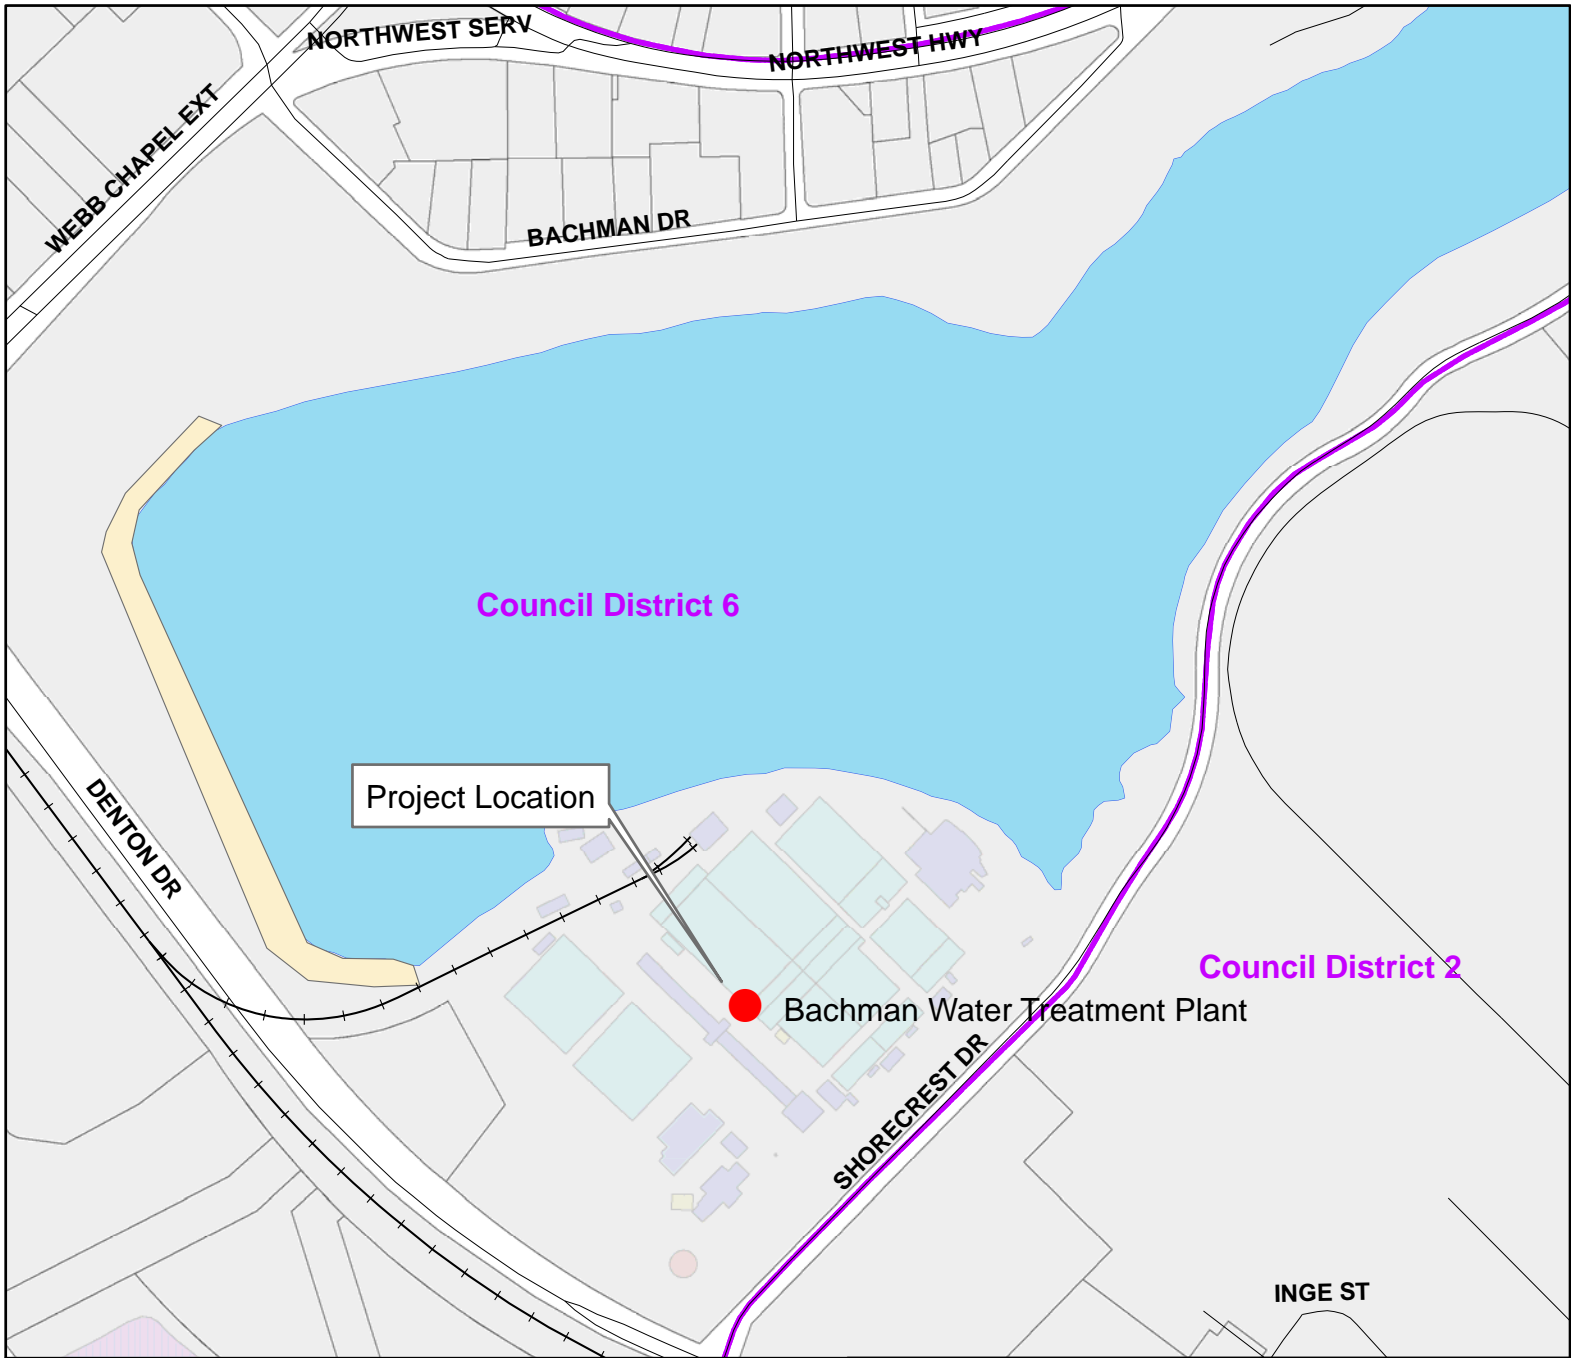 NORTHWEST SERV
NORTHWEST HWY
WEBB CHAPEL EXT
BACHMAN DR
Council District 6
Project Location
DENTON DR
Council District 2
Bachman Water Treatment Plant
SHORECREST DR
INGE ST